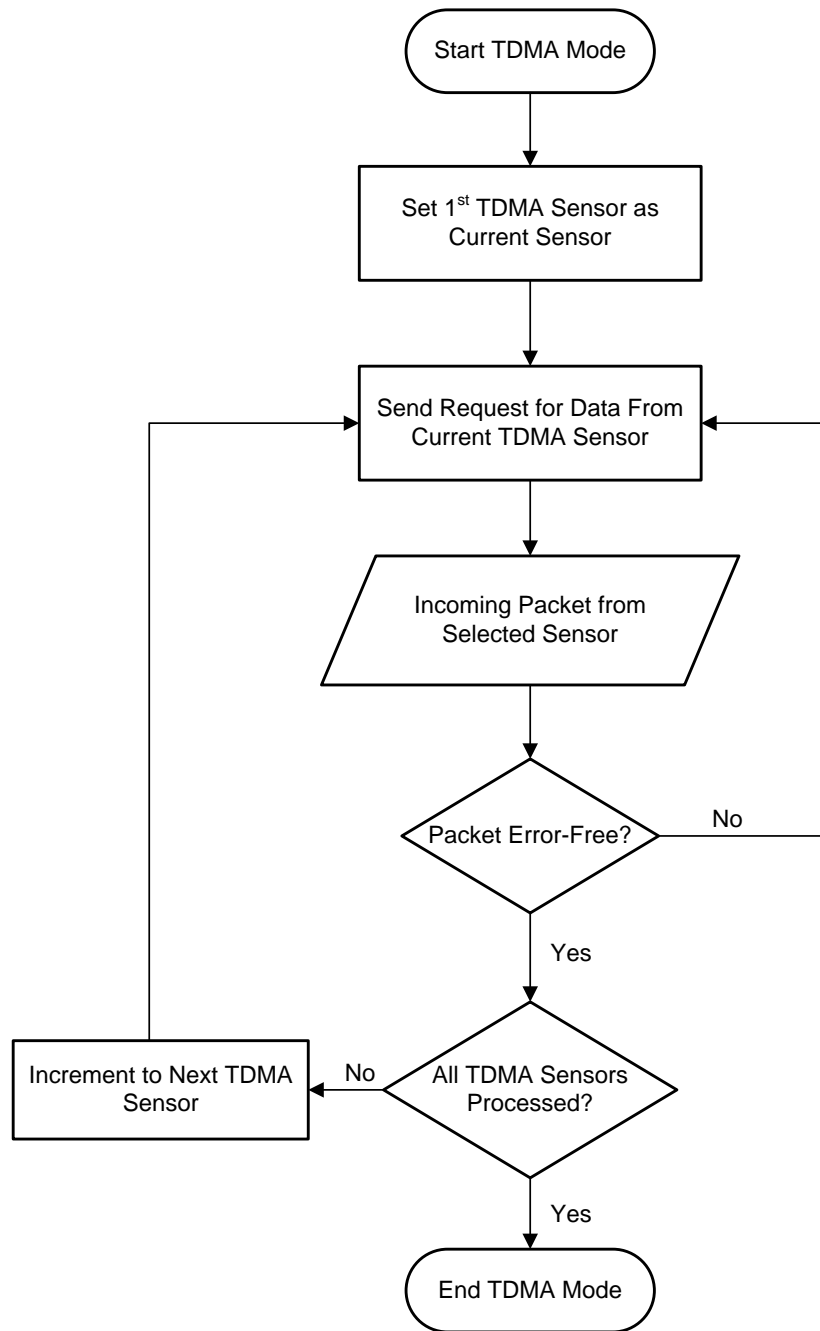 Start TDMA Mode
Set 1st TDMA Sensor as
Current Sensor
Send Request for Data From
Current TDMA Sensor
Incoming Packet from
Selected Sensor
Packet Error-Free?
No
Yes
Increment to Next TDMA
Sensor
No
All TDMA Sensors
Processed?
Yes
End TDMA Mode